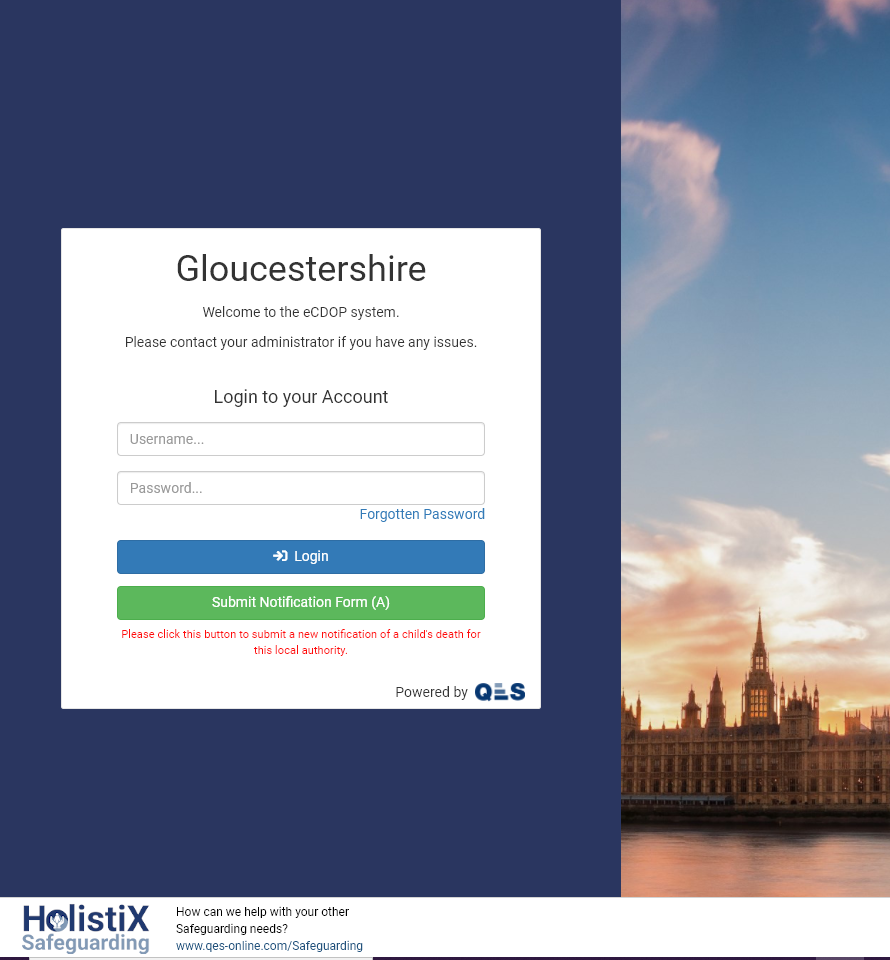 Gloucestershire
Welcome to the eCDOP system.
Please contact your administrator if you have any issues.
Login to your Account
Username...
Password...
Forgotten Password
Login
Submit Notification Form (A)
Please click this button to submit a new notification of a child's death for
this local authority.
Powered by QES
HolistiX
Safeguarding
How can we help with your other
Safeguarding needs?
www.qes-online.com/Safeguarding